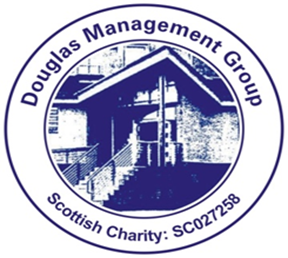 Douglas Management Group
Scottish Charity: SC027258